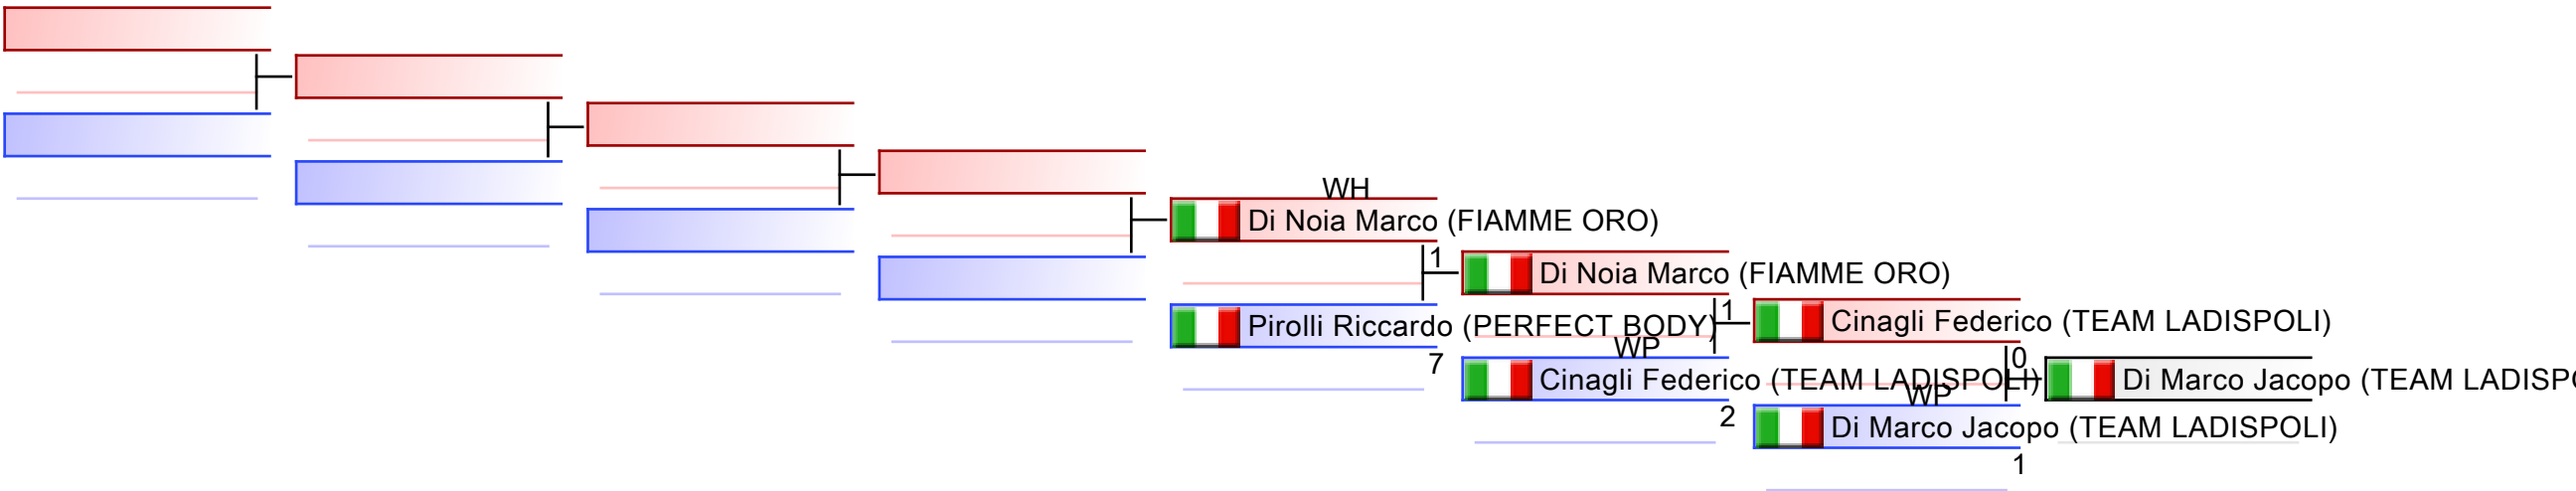 WH
Di Noia Marco (FIAMME ORO)
1
Di Noia Marco (FIAMME ORO)
Pirolli Riccardo (PERFECT BODY)
1
Cinagli Federico (TEAM LADISPOLI)
WP
7
Cinagli Federico (TEAM LADISPOLI)
0
Di Marco Jacopo (TEAM LADISPO
WP
2
Di Marco Jacopo (TEAM LADISPOLI)
1